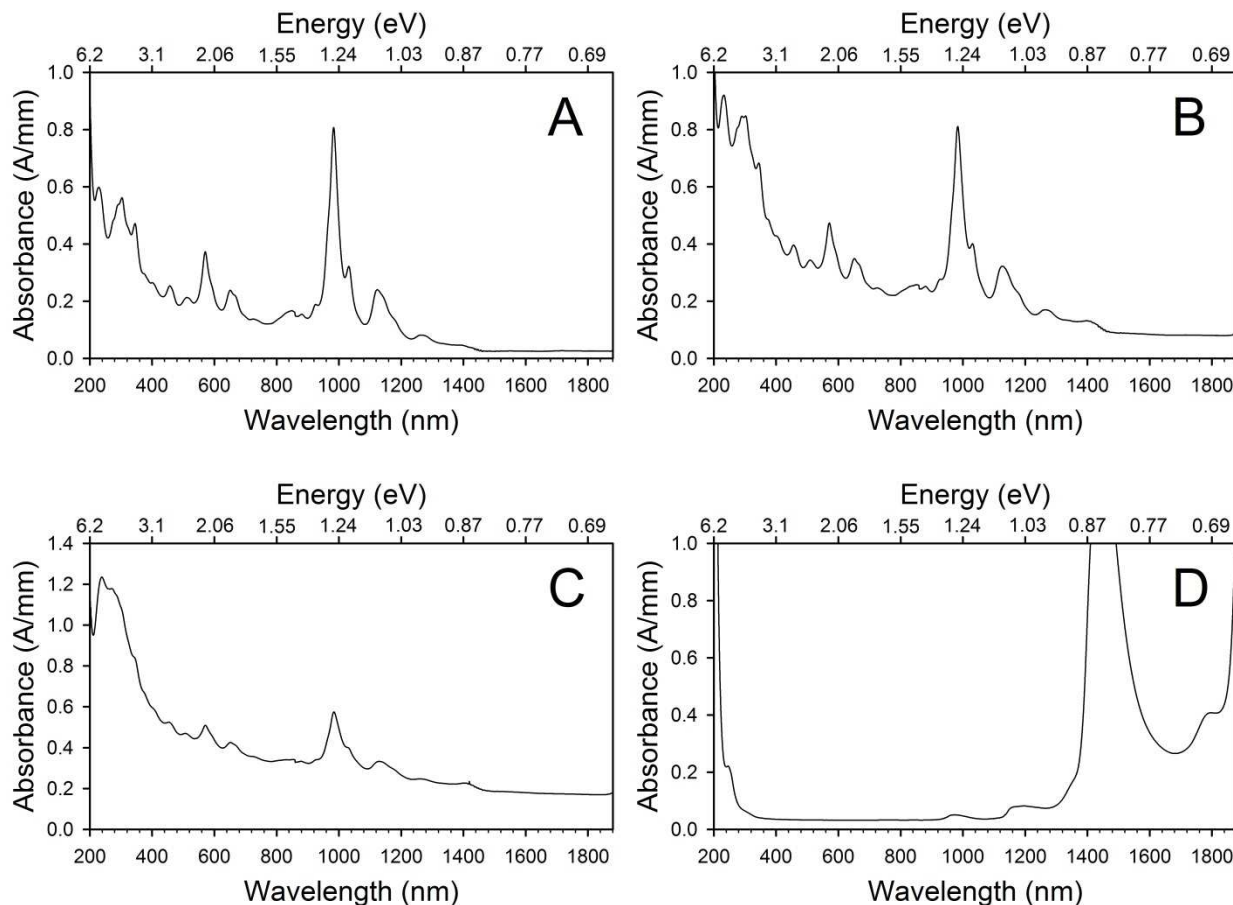 Energy (eV)
6.2 3.1 2.06 1.55 1.24 1.03 0.87 0.77 0.69
A
Absorbance (A/mm)
1.0
0.8
0.6
0.4
0.2
0.0
200 400 600 800 1000 1200 1400 1600 1800
Wavelength (nm)
Energy (eV)
6.2 3.1 2.06 1.55 1.24 1.03 0.87 0.77 0.69
B
Absorbance (A/mm)
1.0
0.8
0.6
0.4
0.2
0.0
200 400 600 800 1000 1200 1400 1600 1800
Wavelength (nm)
Energy (eV)
6.2 3.1 2.06 1.55 1.24 1.03 0.87 0.77 0.69
C
Absorbance (A/mm)
1.4
1.2
1.0
0.8
0.6
0.4
0.2
0.0
200 400 600 800 1000 1200 1400 1600 1800
Wavelength (nm)
Energy (eV)
6.2 3.1 2.06 1.55 1.24 1.03 0.87 0.77 0.69
D
Absorbance (A/mm)
1.0
0.8
0.6
0.4
0.2
0.0
200 400 600 800 1000 1200 1400 1600 1800
Wavelength (nm)